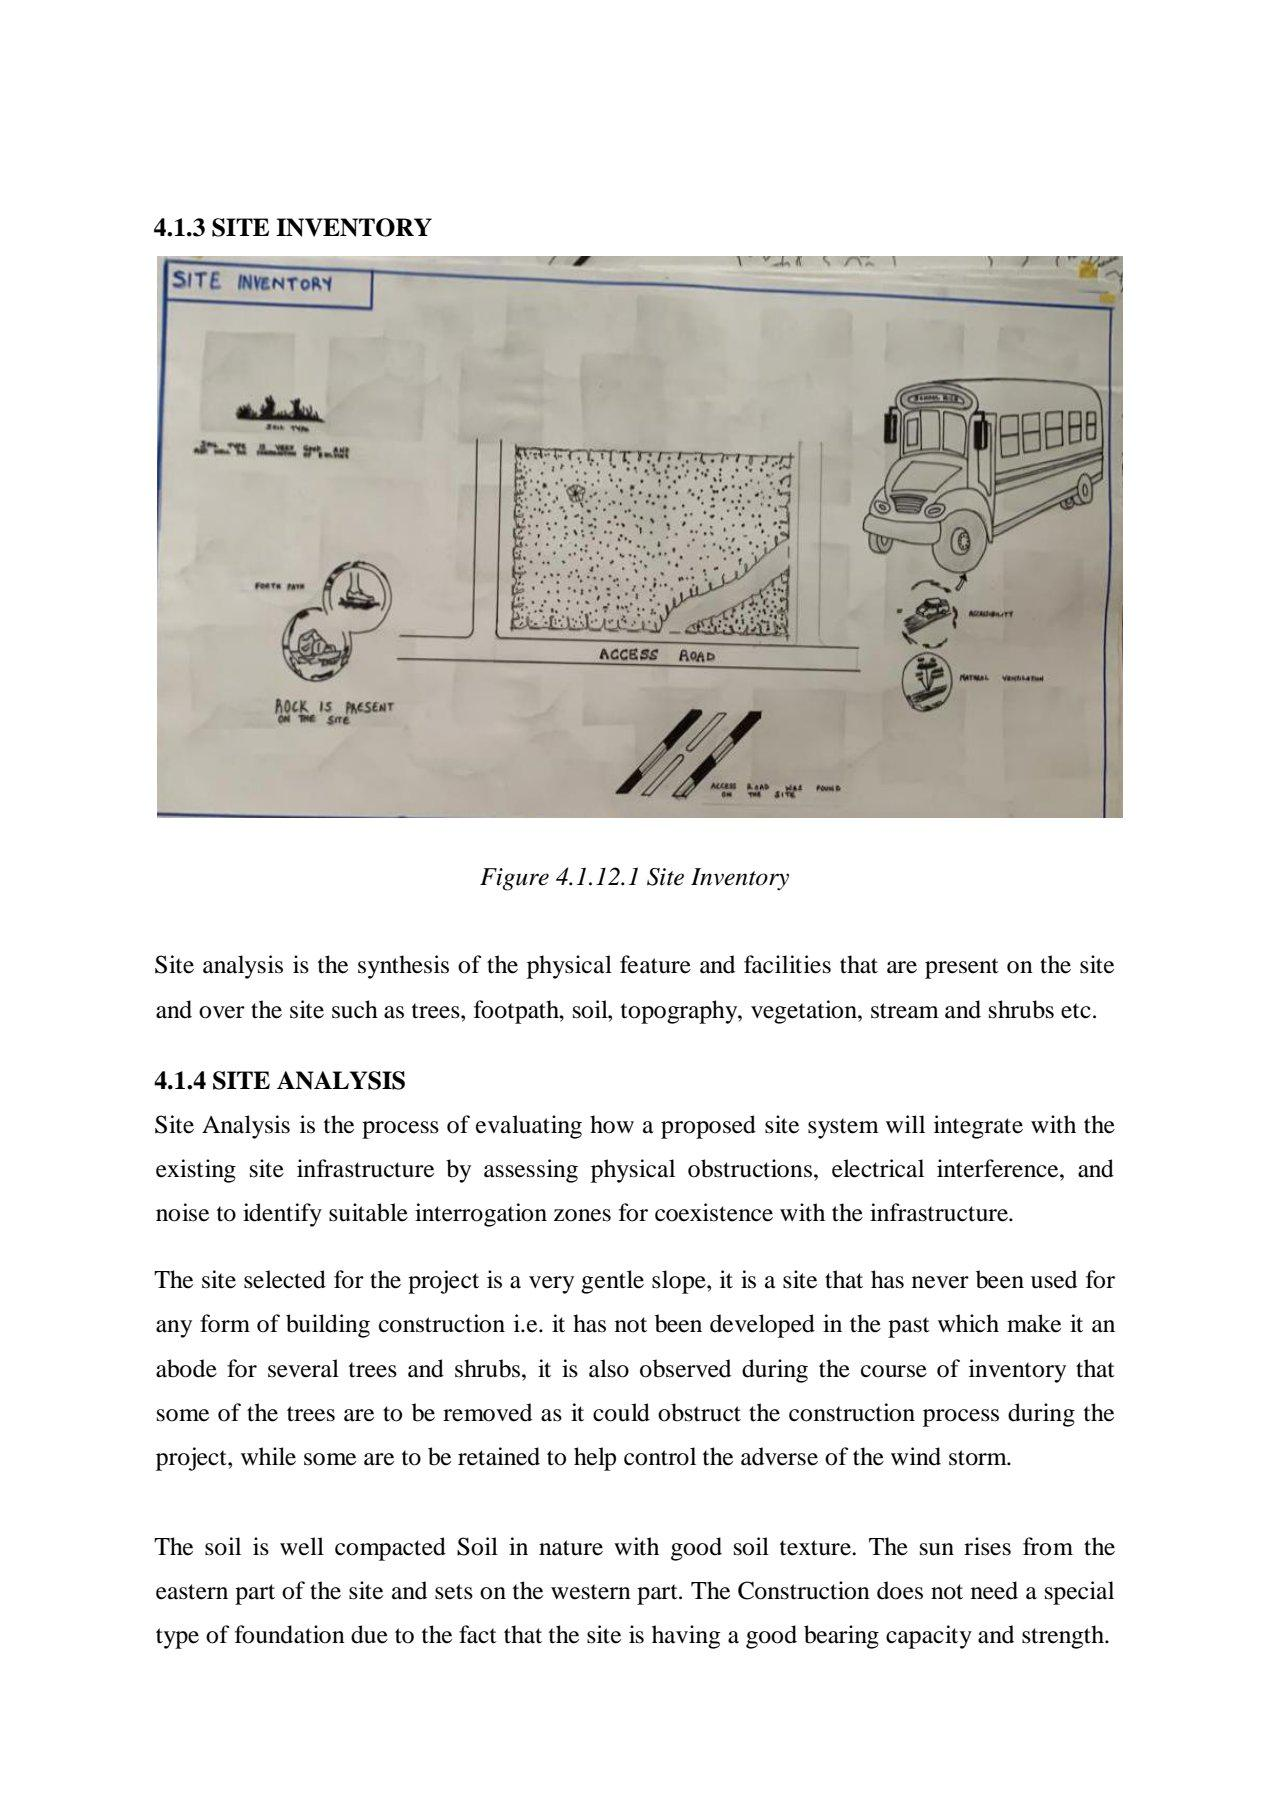 4.1.3 SITE INVENTORY
SITE INVENTORY
SCHOOL BUS
SOIL TYPE
SOIL TYPE IS VERY GOOD AND
FOOTH PATH
ROCK IS PRESENT
ON THE SITE
ACCESS ROAD
ACCESIBILITY
NATURAL VENTILATION
ACCESS ROAD WAS FOUND
ON THE SITE
Figure 4.1.12.1 Site Inventory
Site analysis is the synthesis of the physical feature and facilities that are present on the site
and over the site such as trees, footpath, soil, topography, vegetation, stream and shrubs etc.
4.1.4 SITE ANALYSIS
Site Analysis is the process of evaluating how a proposed site system will integrate with the
existing site infrastructure by assessing physical obstructions, electrical interference, and
noise to identify suitable interrogation zones for coexistence with the infrastructure.
The site selected for the project is a very gentle slope, it is a site that has never been used for
any form of building construction i.e. it has not been developed in the past which make it an
abode for several trees and shrubs, it is also observed during the course of inventory that
some of the trees are to be removed as it could obstruct the construction process during the
project, while some are to be retained to help control the adverse of the wind storm.
The soil is well compacted Soil in nature with good soil texture. The sun rises from the
eastern part of the site and sets on the western part. The Construction does not need a special
type of foundation due to the fact that the site is having a good bearing capacity and strength.